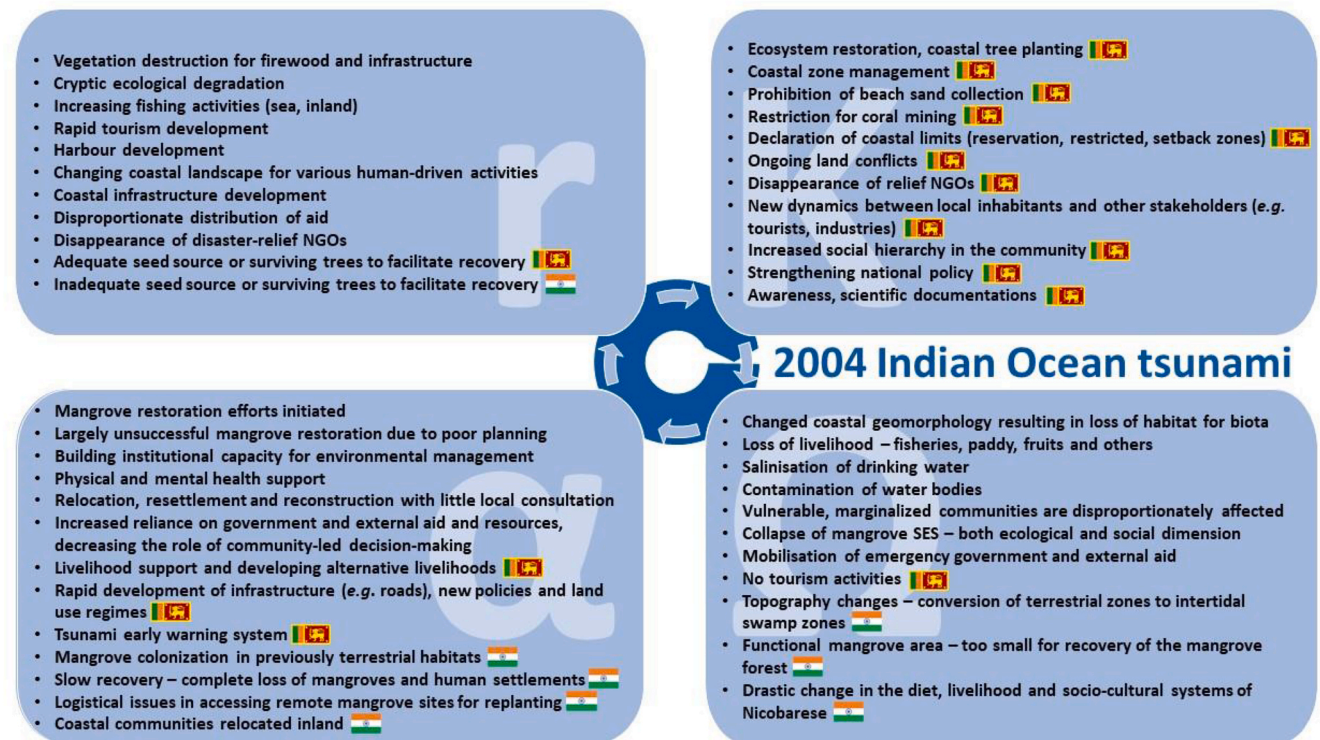 • Vegetation destruction for firewood and infrastructure
• Cryptic ecological degradation
• Increasing fishing activities (sea, inland)
• Rapid tourism development
• Harbour development
• Changing coastal landscape for various human-driven activities
• Coastal infrastructure development
• Disproportionate distribution of aid
• Disappearance of disaster-relief NGOs
• Adequate seed source or surviving trees to facilitate recovery
• Inadequate seed source or surviving trees to facilitate recovery
r
• Ecosystem restoration, coastal tree planting
• Coastal zone management
• Prohibition of beach sand collection
• Restriction for coral mining
• Declaration of coastal limits (reservation, restricted, setback zones)
• Ongoing land conflicts
• Disappearance of relief NGOs
• New dynamics between local inhabitants and other stakeholders (e.g.
tourists, industries)
• Increased social hierarchy in the community
• Strengthening national policy
• Awareness, scientific documentations
K
2004 Indian Ocean tsunami
• Mangrove restoration efforts initiated
• Largely unsuccessful mangrove restoration due to poor planning
• Building institutional capacity for environmental management
• Physical and mental health support
• Relocation, resettlement and reconstruction with little local consultation
• Increased reliance on government and external aid and resources,
decreasing the role of community-led decision-making
• Livelihood support and developing alternative livelihoods
• Rapid development of infrastructure (e.g. roads), new policies and land
use regimes
• Tsunami early warning system
• Mangrove colonization in previously terrestrial habitats
• Slow recovery – complete loss of mangroves and human settlements
• Logistical issues in accessing remote mangrove sites for replanting
• Coastal communities relocated inland
α
• Changed coastal geomorphology resulting in loss of habitat for biota
• Loss of livelihood – fisheries, paddy, fruits and others
• Salinisation of drinking water
• Contamination of water bodies
• Vulnerable, marginalized communities are disproportionately affected
• Collapse of mangrove SES – both ecological and social dimension
• Mobilisation of emergency government and external aid
• No tourism activities
• Topography changes – conversion of terrestrial zones to intertidal
swamp zones
• Functional mangrove area – too small for recovery of the mangrove
forest
• Drastic change in the diet, livelihood and socio-cultural systems of
Nicobarese
Ω